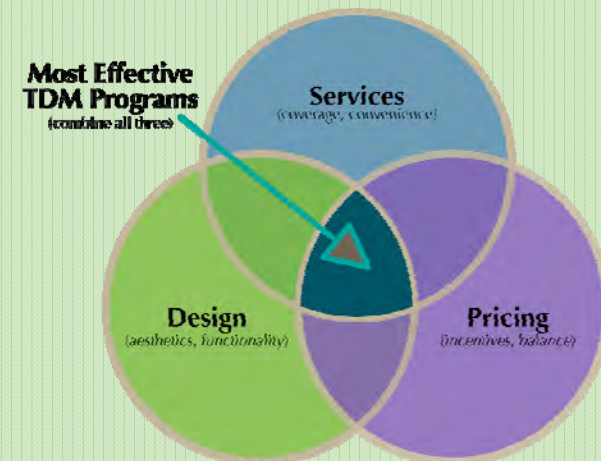 Most Effective
TDM Programs
(combine all three)
Services
(coverage, convenience)
Design
(aesthetics, functionality)
Pricing
(incentives, balance)